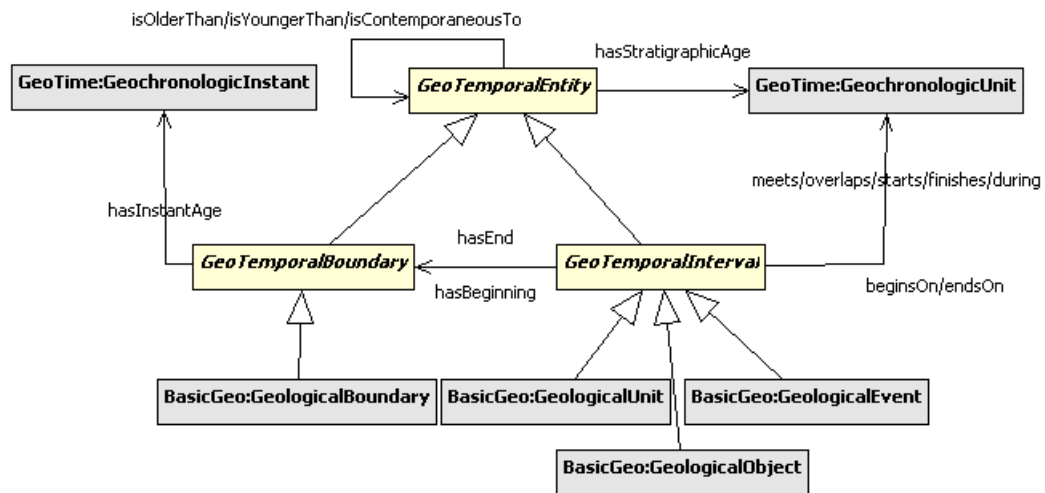 isOlderThan/isYoungerThan/isContemporaneousTo
hasStratigraphicAge
GeoTime:GeochronologicInstant
GeoTemporalEntity
GeoTime:GeochronologicUnit
meets/overlaps/starts/finishes/during
hasInstantAge
hasEnd
GeoTemporalBoundary
GeoTemporalInterval
hasBeginning
beginsOn/endsOn
BasicGeo:GeologicalBoundary
BasicGeo:GeologicalUnit
BasicGeo:GeologicalEvent
BasicGeo:GeologicalObject